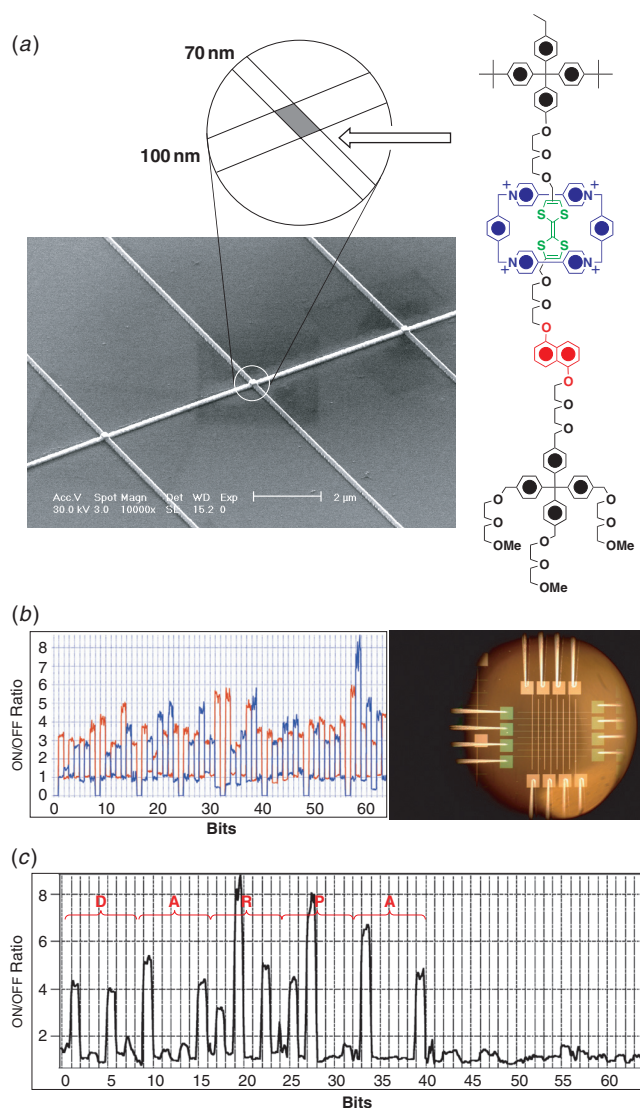 (a)
70 nm
100 nm
Acc.V Spot Magn Det WD Exp
30.0 kV 3.0 10000x SE 15.2 0
2 µm
O
O
O
+ N N +
S S
S S
+ N N +
O
O
O
O
O
O
O O
O O
OMe O OMe
O
OMe
(b)
ON/OFF Ratio
8
7
6
5
4
3
2
1
0
0 10 20 30 40 50 60
Bits
(c)
ON/OFF Ratio
8
6
4
2
D A R P A
0 5 10 15 20 25 30 35 40 45 50 55 60
Bits